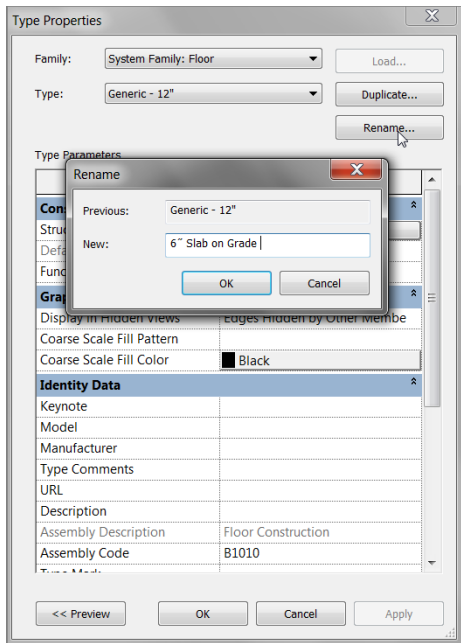 Type Properties
Family: System Family: Floor Load...
Type: Generic - 12" Duplicate...
Rename...
Type Parameters
Rename
Previous: Generic - 12"
New: 6˝ Slab on Grade
OK Cancel
Display in Hidden Views Edges Hidden by Other Membe
Coarse Scale Fill Pattern
Coarse Scale Fill Color Black
Identity Data
Keynote
Model
Manufacturer
Type Comments
URL
Description
Assembly Description Floor Construction
Assembly Code B1010
Type Mark
<< Preview OK Cancel Apply